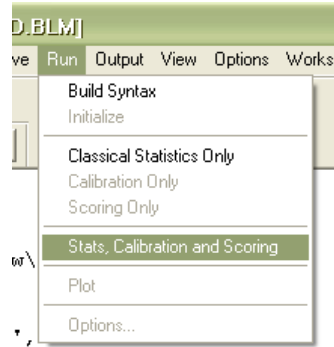 D.BLM]
ve Run Output View Options Works
Build Syntax
Initialize
Classical Statistics Only
Calibration Only
Scoring Only
Stats, Calibration and Scoring
w\
Plot
Options...
',